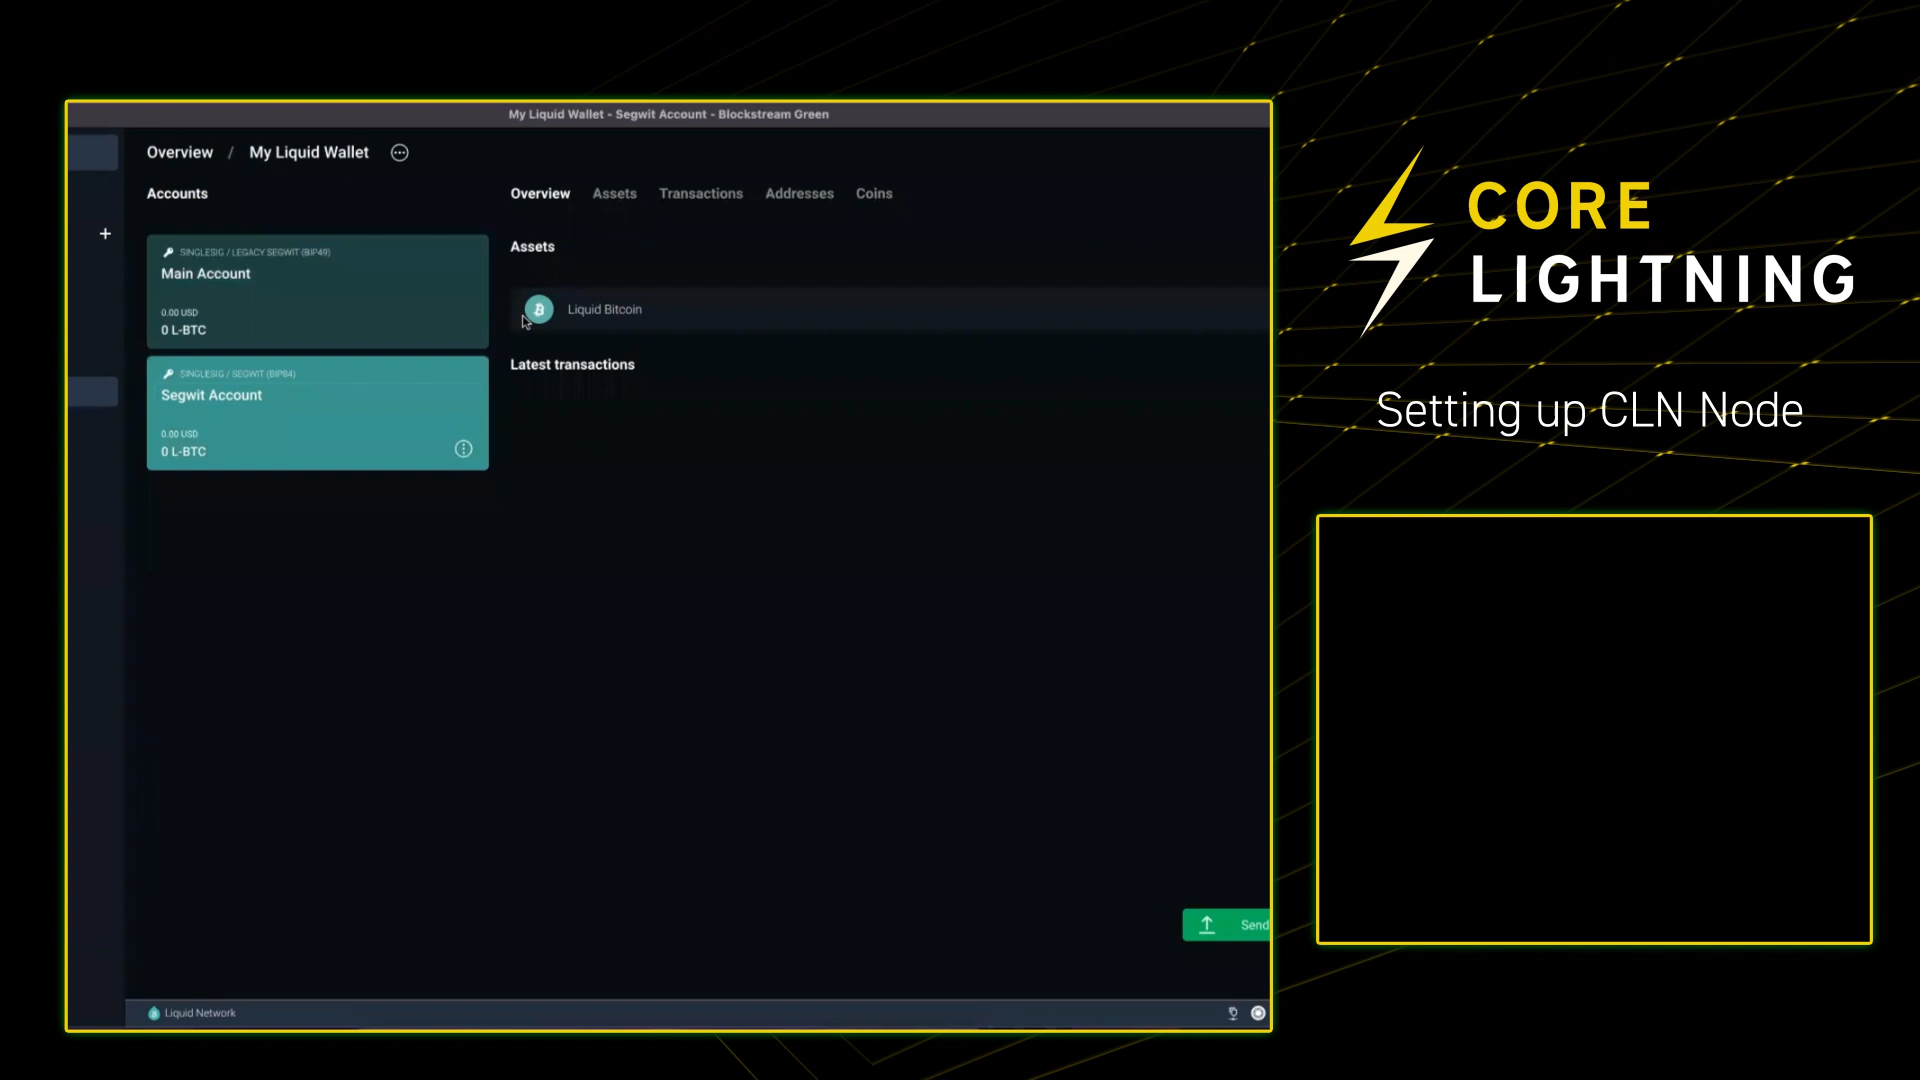 My Liquid Wallet - Segwit Account - Blockstream Green
Overview / My Liquid Wallet
Accounts
SINGLESIG / LEGACY SEGWIT (BIP49)
Main Account
0.00 USD
0 L-BTC
SINGLESIG / SEGWIT (BIP84)
Segwit Account
0.00 USD
0 L-BTC
Overview Assets Transactions Addresses Coins
Assets
Liquid Bitcoin
Latest transactions
Send
Liquid Network
CORE
LIGHTNING
Setting up CLN Node